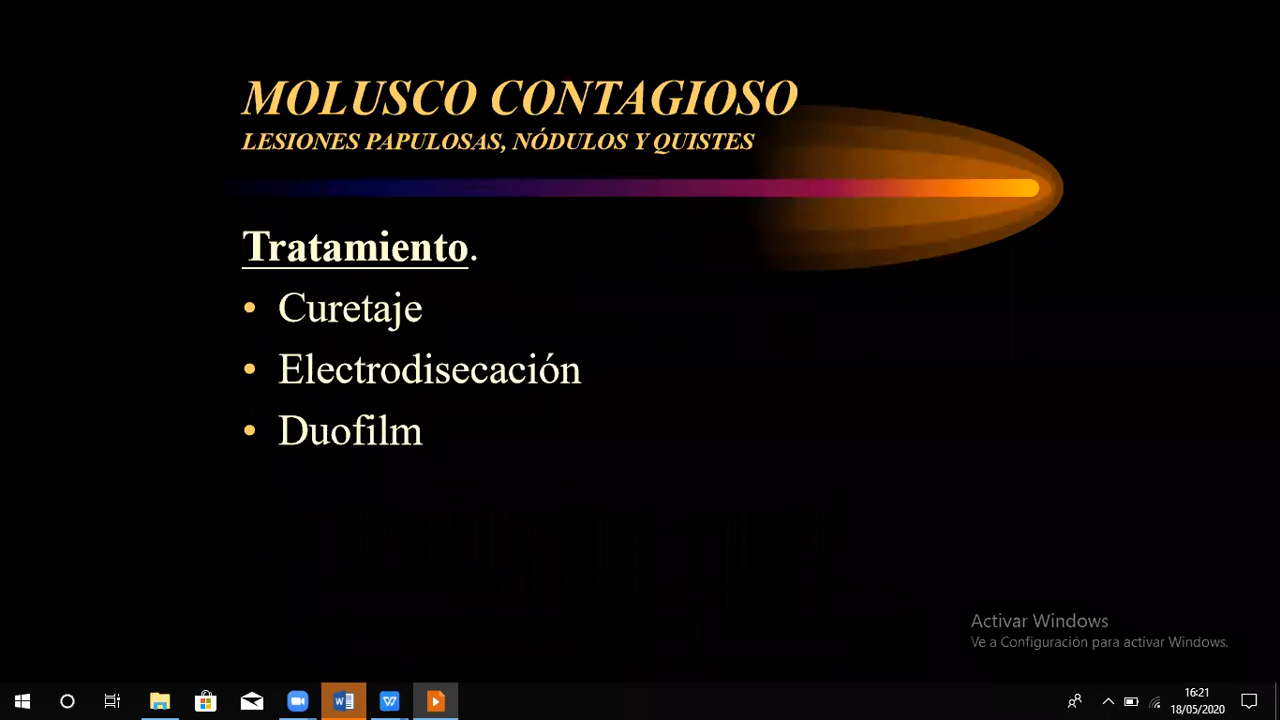 MOLUSCO CONTAGIOSO
LESIONES PAPULOSAS, NÓDULOS Y QUISTES
Tratamiento.
• Curetaje
• Electrodisecación
• Duofilm
Activar Windows
Ve a Configuración para activar Windows.
16:21
18/05/2020